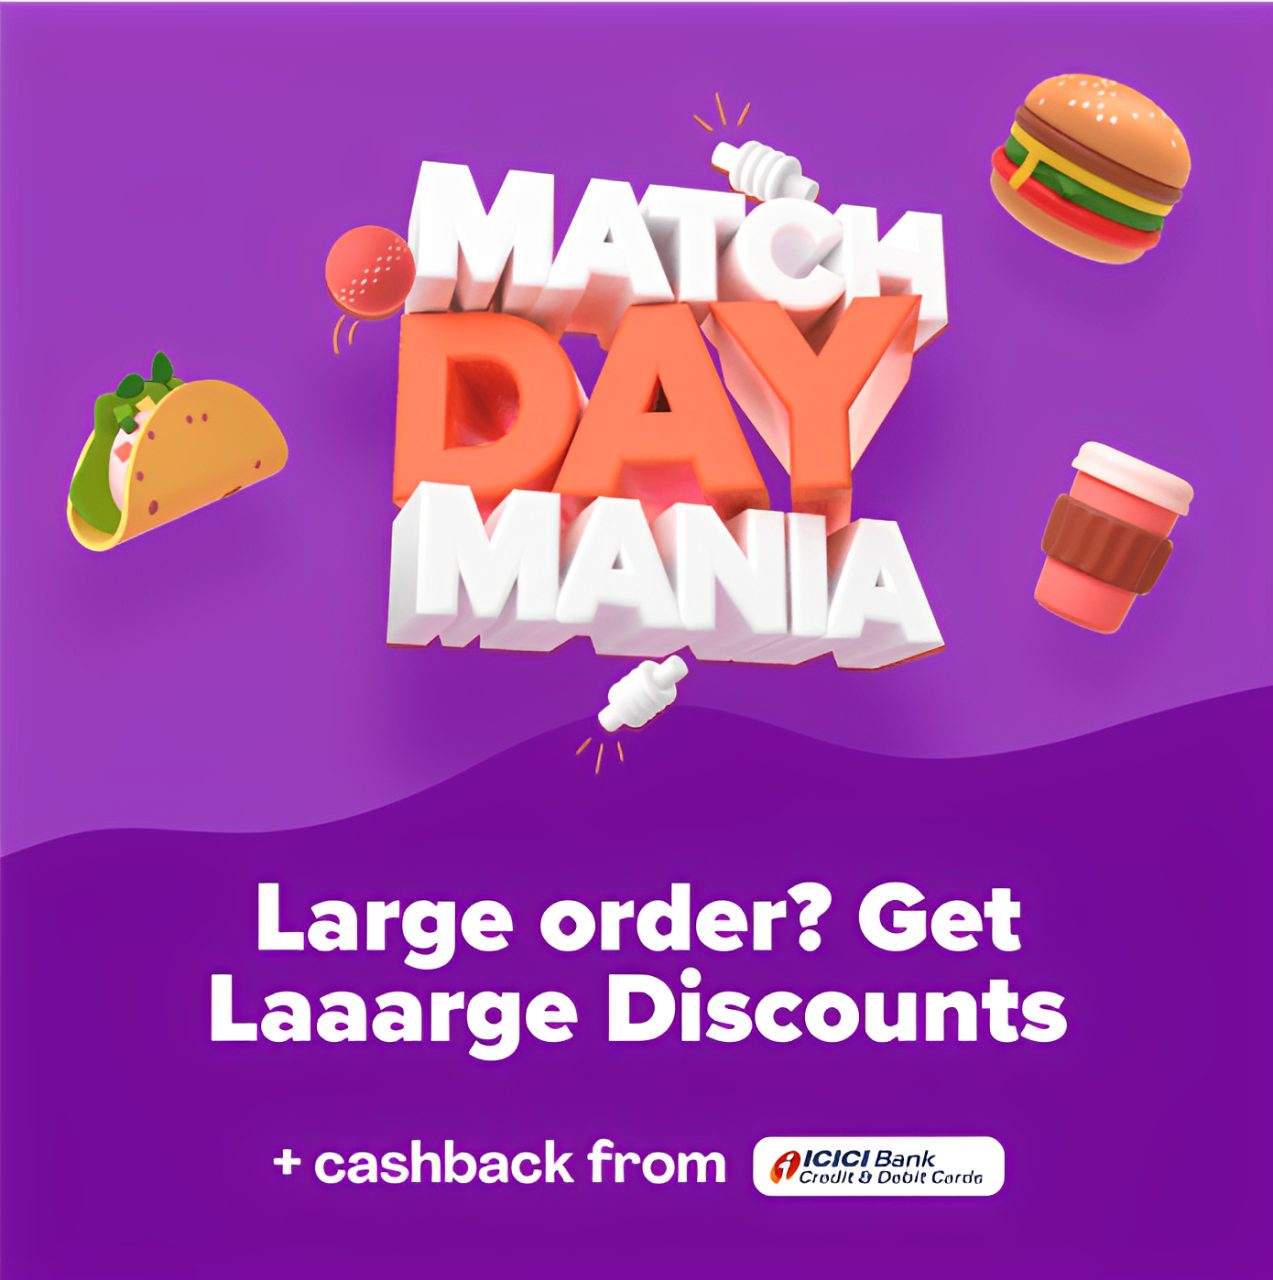 MATCH
DAY
MANIA
Large order? Get
Laaarge Discounts
+ cashback from
ICICI Bank
Credit & Debit Cards